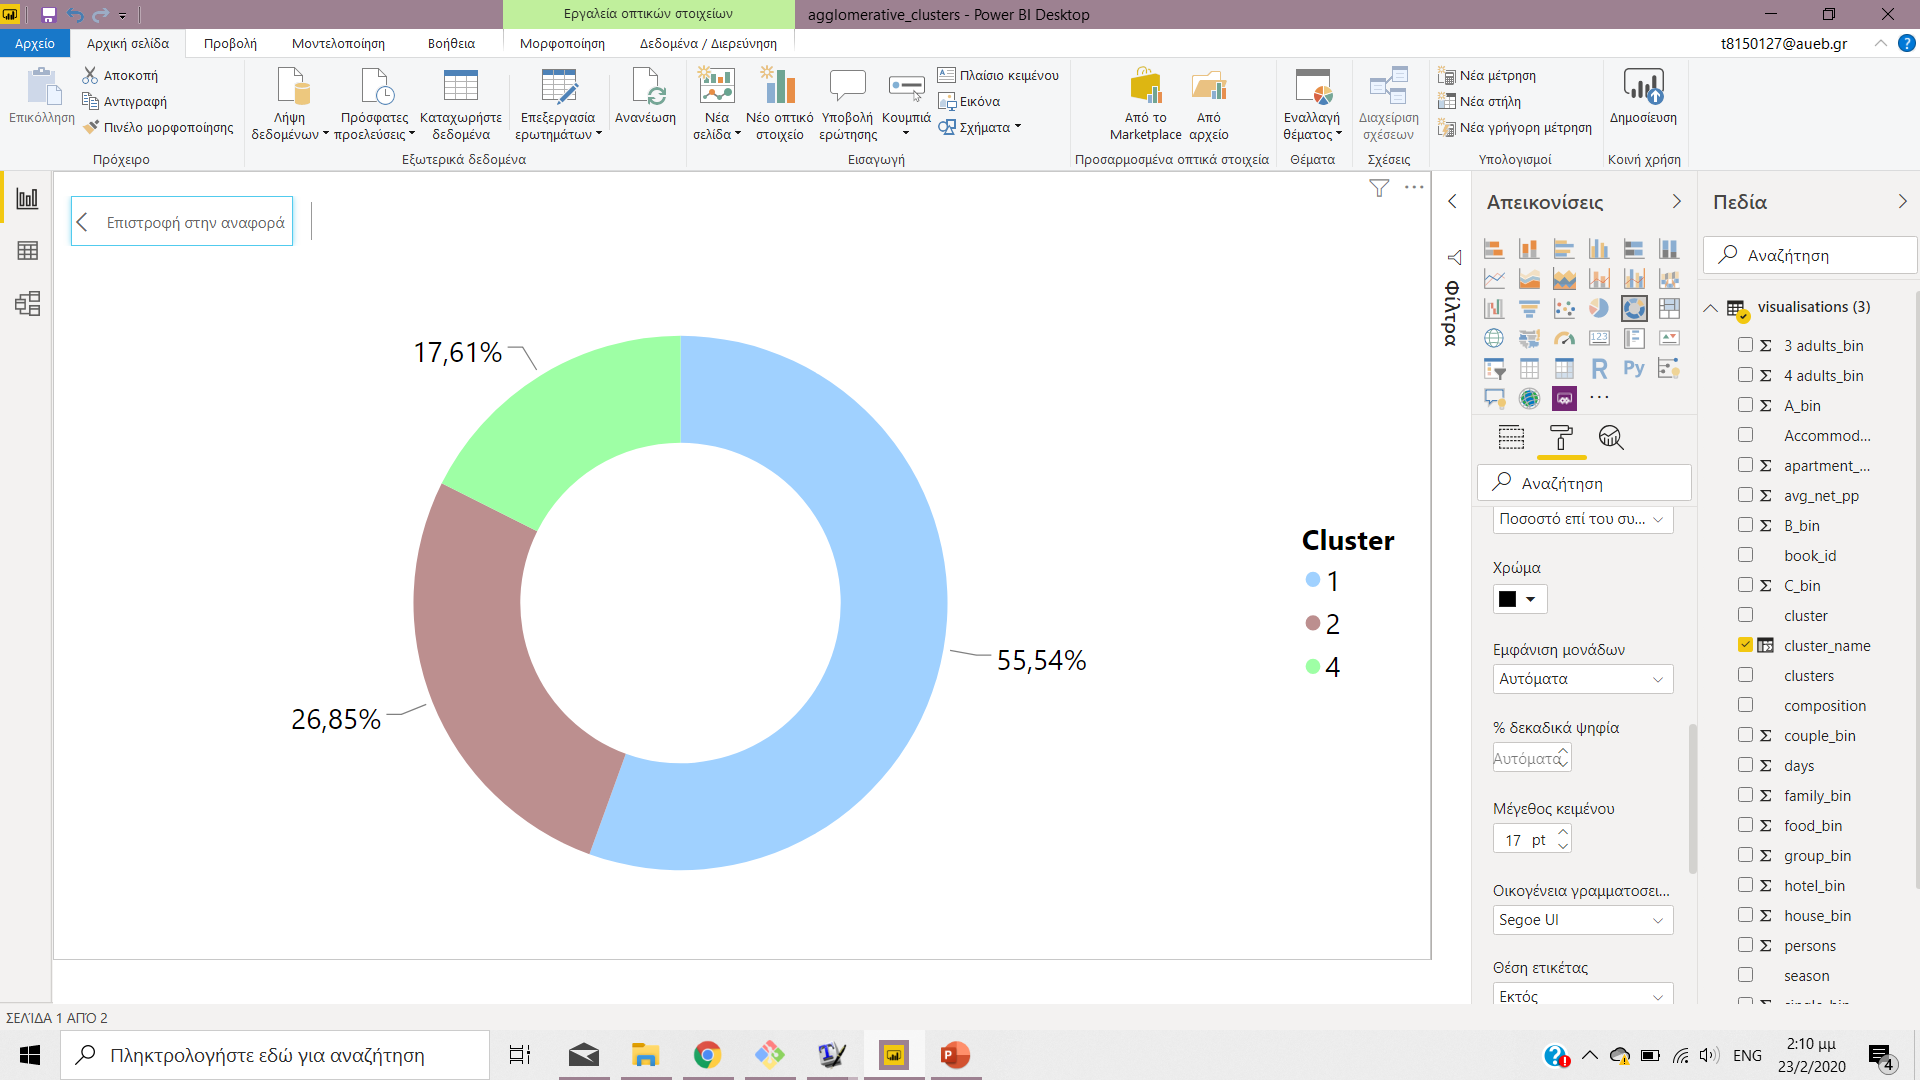 Εργαλεία οπτικών στοιχείων
agglomerative_clusters - Power BI Desktop
Αρχείο
Αρχική σελίδα
Προβολή
Μοντελοποίηση
Βοήθεια
Μορφοποίηση
Δεδομένα / Διερεύνηση
t8150127@aueb.gr
Επικόλληση
Αποκοπή
Αντιγραφή
Πινέλο μορφοποίησης
Πρόχειρο
Λήψη δεδομένων
Πρόσφατες προελεύσεις
Καταχωρήστε δεδομένα
Επεξεργασία ερωτημάτων
Ανανέωση
Εξωτερικά δεδομένα
Νέα σελίδα
Νέο οπτικό στοιχείο
Υποβολή ερώτησης
Κουμπιά
Πλαίσιο κειμένου
Εικόνα
Σχήματα
Εισαγωγή
Από το Marketplace
Από αρχείο
Προσαρμοσμένα οπτικά στοιχεία
Εναλλαγή θέματος
Θέματα
Διαχείριση σχέσεων
Σχέσεις
Νέα μέτρηση
Νέα στήλη
Νέα γρήγορη μέτρηση
Υπολογισμοί
Δημοσίευση
Κοινή χρήση
Επιστροφή στην αναφορά
17,61%
55,54%
26,85%
Cluster
1
2
4
Φίλτρα
Απεικονίσεις
R
Py
123
Αναζήτηση
Ποσοστό επί του συ...
Χρώμα
Εμφάνιση μονάδων
Αυτόματα
% δεκαδικά ψηφία
Αυτόματα
Μέγεθος κειμένου
17 pt
Οικογένεια γραμματοσει...
Segoe UI
Θέση ετικέτας
Εκτός
Πεδία
Αναζήτηση
visualisations (3)
3 adults_bin
4 adults_bin
A_bin
Accommod...
apartment_...
avg_net_pp
B_bin
book_id
C_bin
cluster
cluster_name
clusters
composition
couple_bin
days
family_bin
food_bin
group_bin
hotel_bin
house_bin
persons
season
single_bin
ΣΕΛΊΔΑ 1 ΑΠΌ 2
Πληκτρολογήστε εδώ για αναζήτηση
ENG
2:10 μμ
23/2/2020
4